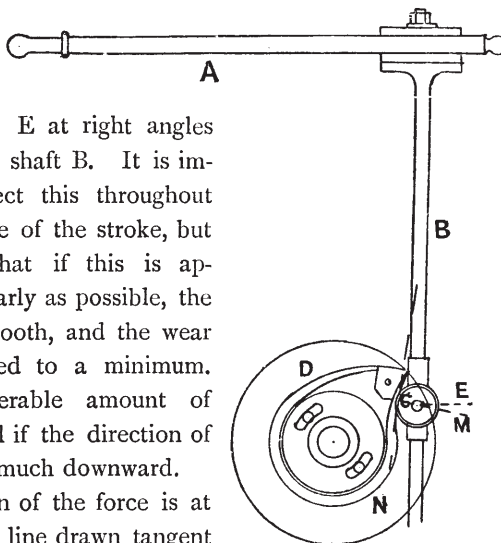 A
E at right angles
shaft B. It is im-
ect this throughout
e of the stroke, but
hat if this is ap-
arly as possible, the
ooth, and the wear
ed to a minimum.
erable amount of
l if the direction of
much downward.
n of the force is at
line drawn tangent
B
D
C
E
M
N